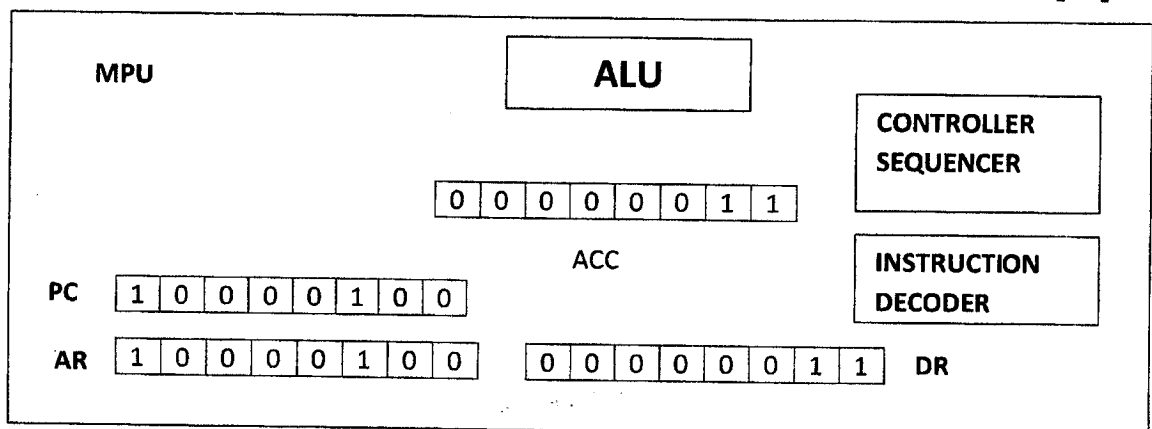 MPU
ALU
CONTROLLER
SEQUENCER
0 0 0 0 0 0 1 1
ACC
INSTRUCTION
DECODER
PC 1 0 0 0 0 1 0 0
AR 1 0 0 0 0 1 0 0 0 0 0 0 0 0 1 1 DR